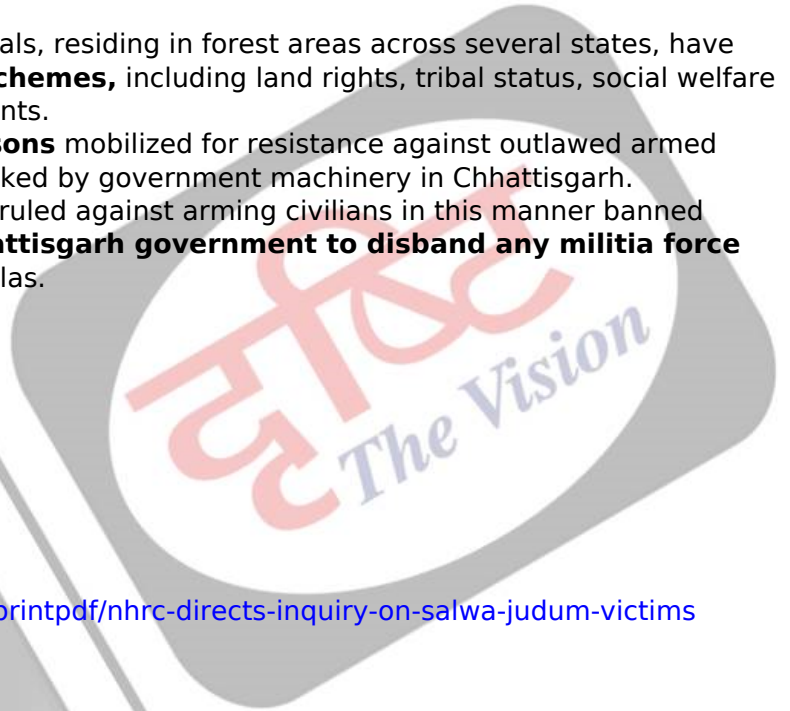 als, residing in forest areas across several states, have
chemes, including land rights, tribal status, social welfare
nts.
sons mobilized for resistance against outlawed armed
ked by government machinery in Chhattisgarh.
ruled against arming civilians in this manner banned
attisgarh government to disband any militia force
las.
दृष्टि
The Vision
printpdf/nhrc-directs-inquiry-on-salwa-judum-victims